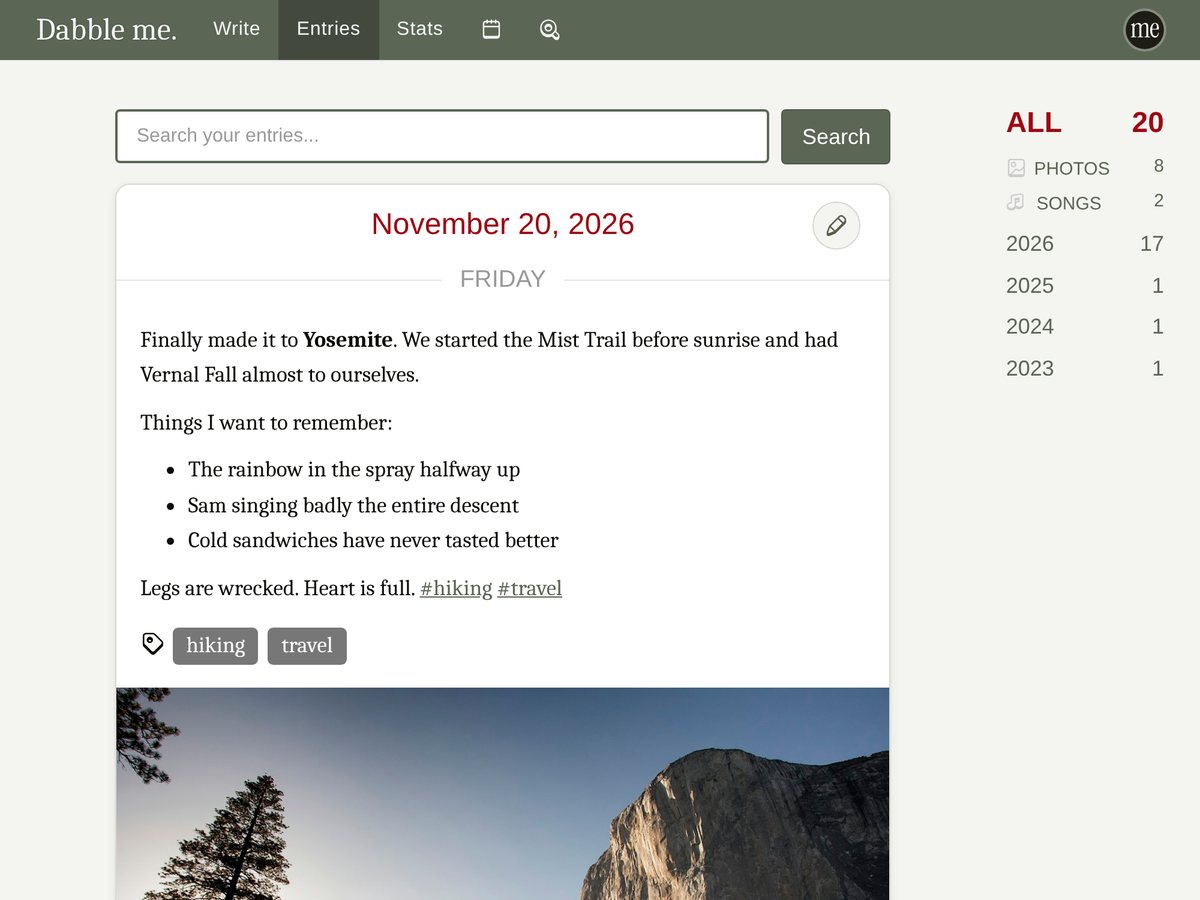 Dabble me. Write Entries Stats me
Search your entries... Search
November 20, 2026
FRIDAY
Finally made it to Yosemite. We started the Mist Trail before sunrise and had
Vernal Fall almost to ourselves.
Things I want to remember:
• The rainbow in the spray halfway up
• Sam singing badly the entire descent
• Cold sandwiches have never tasted better
Legs are wrecked. Heart is full. #hiking #travel
hiking travel
ALL 20
PHOTOS 8
SONGS 2
2026 17
2025 1
2024 1
2023 1